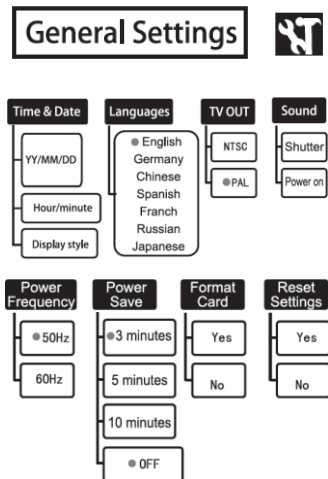 General Settings
Time & Date
YY/MM/DD
Hour/minute
Display style
Languages
English
Germany
Chinese
Spanish
Franch
Russian
Japanese
TV OUT
NTSC
PAL
Sound
Shutter
Power on
Power
Frequency
50Hz
60Hz
Power
Save
3 minutes
5 minutes
10 minutes
OFF
Format
Card
Yes
No
Reset
Settings
Yes
No